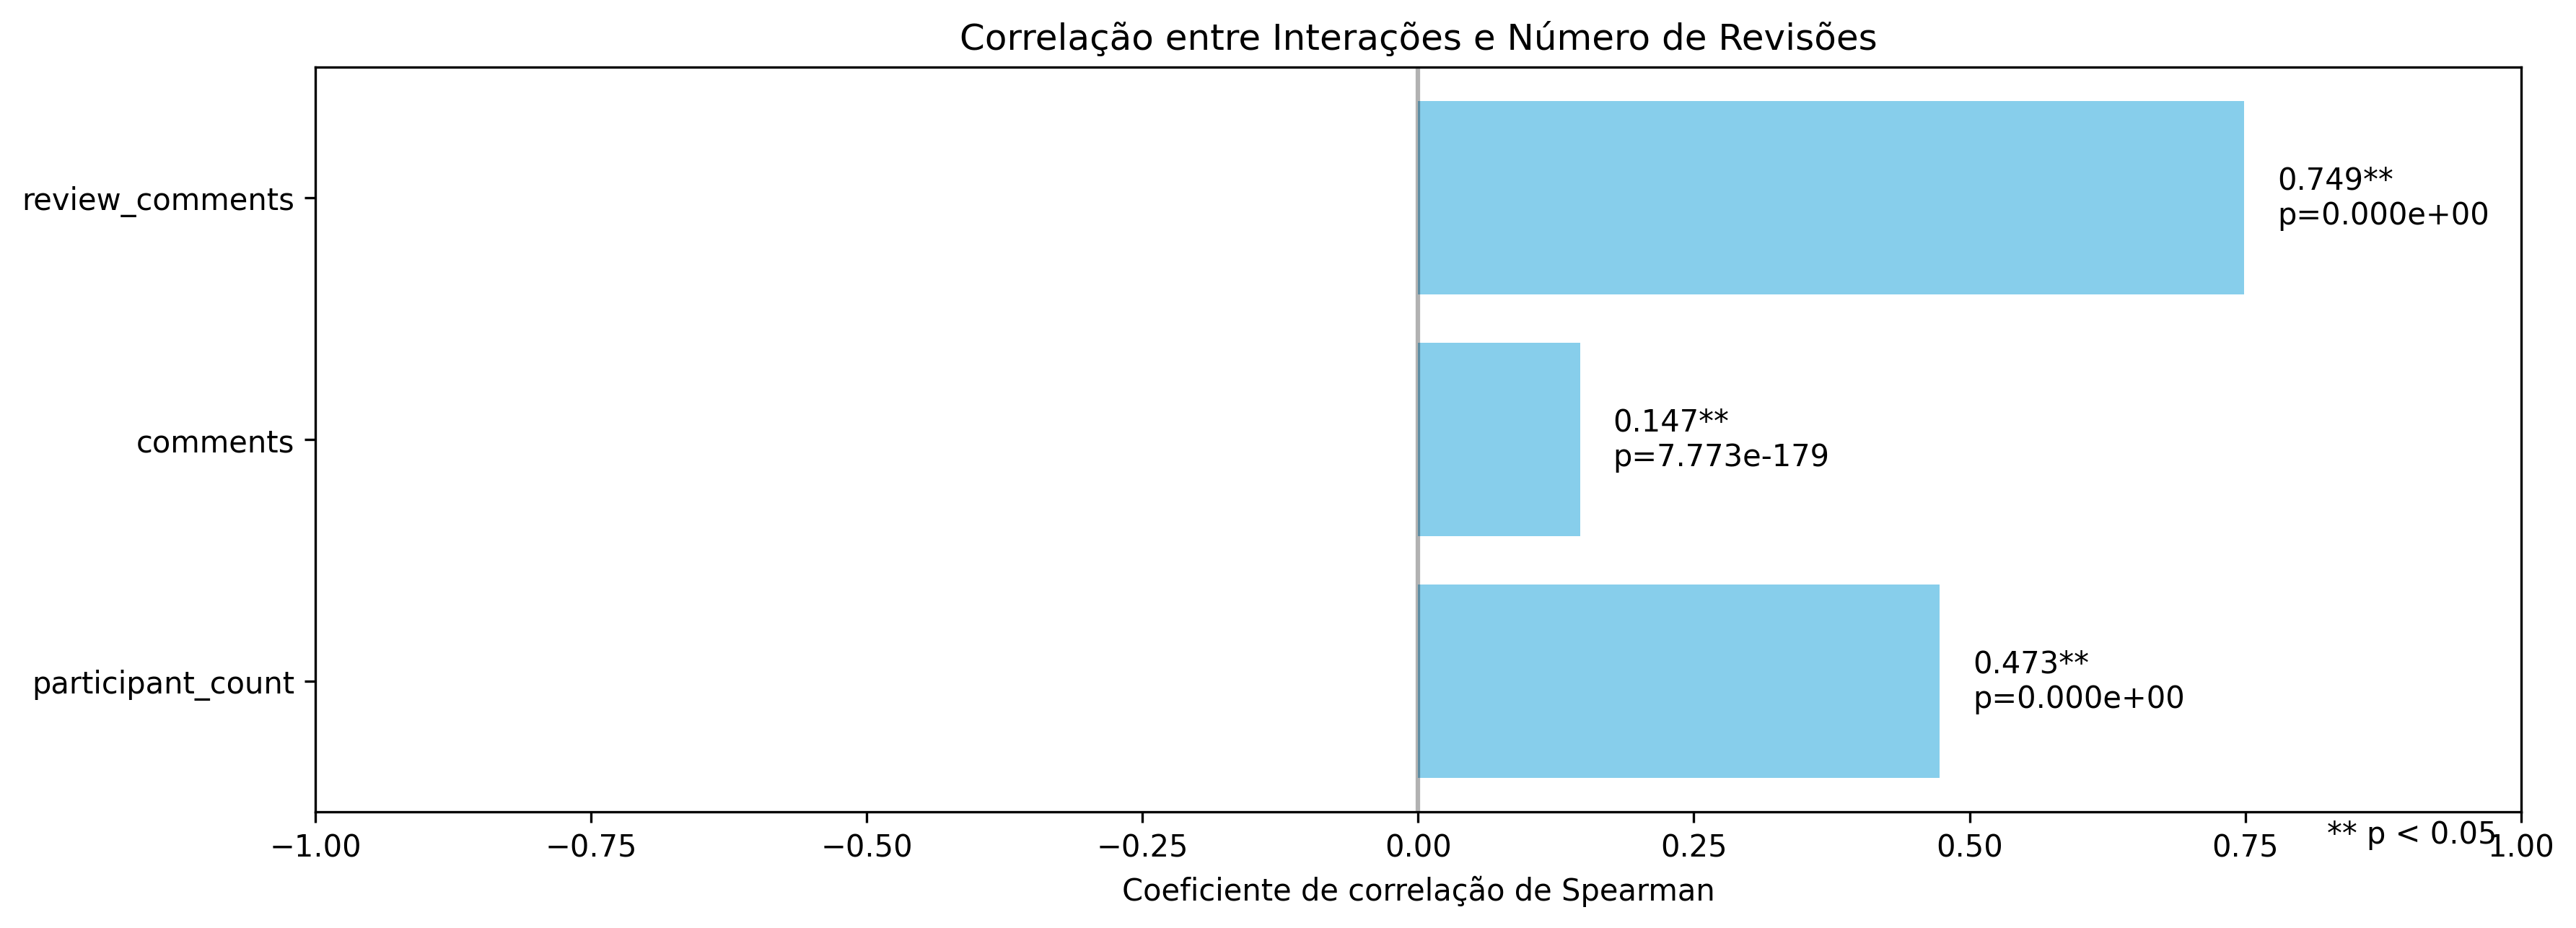 Correlação entre Interações e Número de Revisões
review_comments
0.749**
p=0.000e+00
comments
0.147**
p=7.773e-179
participant_count
0.473**
p=0.000e+00
** p < 0.05
−1.00 −0.75 −0.50 −0.25 0.00 0.25 0.50 0.75 1.00
Coeficiente de correlação de Spearman